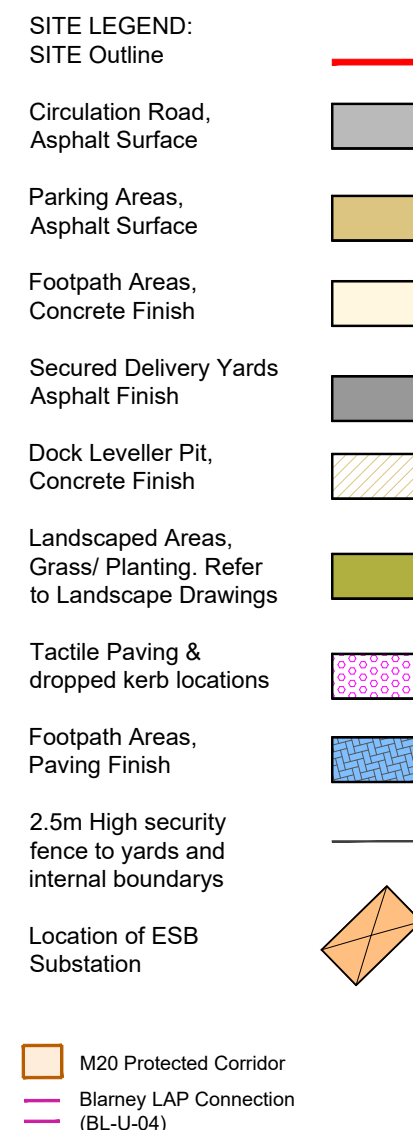 SITE LEGEND:
SITE Outline
Circulation Road,
Asphalt Surface
Parking Areas,
Asphalt Surface
Footpath Areas,
Concrete Finish
Secured Delivery Yards
Asphalt Finish
Dock Leveller Pit,
Concrete Finish
Landscaped Areas,
Grass/ Planting. Refer
to Landscape Drawings
Tactile Paving &
dropped kerb locations
Footpath Areas,
Paving Finish
2.5m High security
fence to yards and
internal boundarys
Location of ESB
Substation
M20 Protected Corridor
Blarney LAP Connection
(BL-U-04)